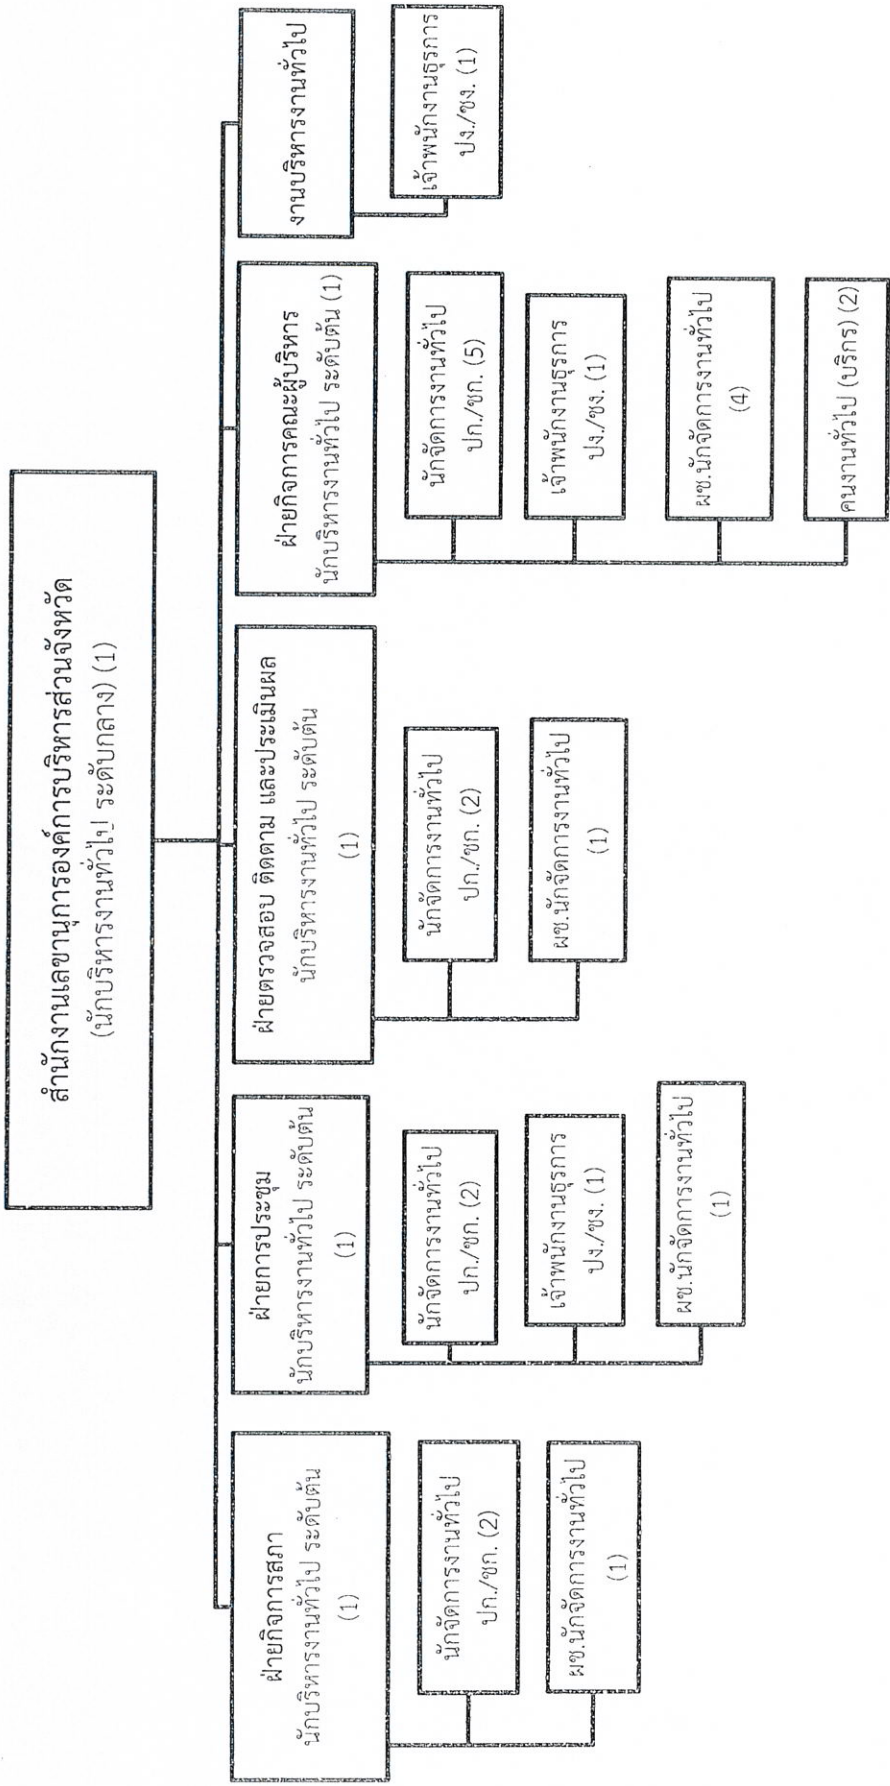 สำนักงานเลขานุการองค์การบริหารส่วนจังหวัด
(นักบริหารงานทั่วไป ระดับกลาง) (1)
ฝ่ายกิจการสภา
นักบริหารงานทั่วไป ระดับต้น
(1)
นักจัดการงานทั่วไป
ปก./ชก. (2)
ผช.นักจัดการงานทั่วไป
(1)
ฝ่ายการประชุม
นักบริหารงานทั่วไป ระดับต้น
(1)
นักจัดการงานทั่วไป
ปก./ชก. (2)
เจ้าพนักงานธุรการ
ปง./ชง. (1)
ผช.นักจัดการงานทั่วไป
(1)
ฝ่ายตรวจสอบ ติดตาม และประเมินผล
นักบริหารงานทั่วไป ระดับต้น
(1)
นักจัดการงานทั่วไป
ปก./ชก. (2)
ผช.นักจัดการงานทั่วไป
(1)
ฝ่ายกิจการคณะผู้บริหาร
นักบริหารงานทั่วไป ระดับต้น (1)
นักจัดการงานทั่วไป
ปก./ชก. (5)
เจ้าพนักงานธุรการ
ปง./ชง. (1)
ผช.นักจัดการงานทั่วไป
(4)
คนงานทั่วไป (บริกร) (2)
งานบริหารงานทั่วไป
เจ้าพนักงานธุรการ
ปง./ชง. (1)